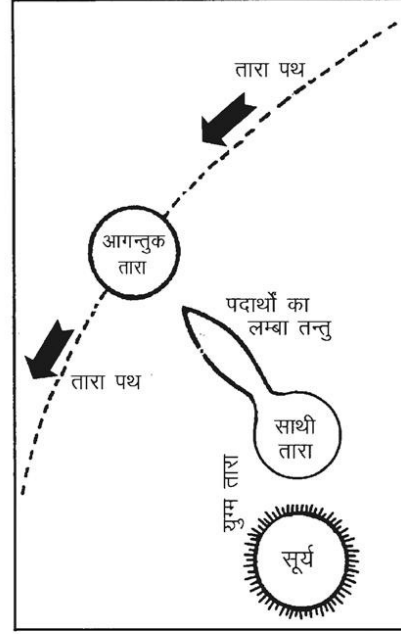 तारा पथ
आगन्तुक
तारा
पदार्थों का
लम्बा तन्तु
तारा पथ
साथी
तारा
युग्म तारा
सूर्य